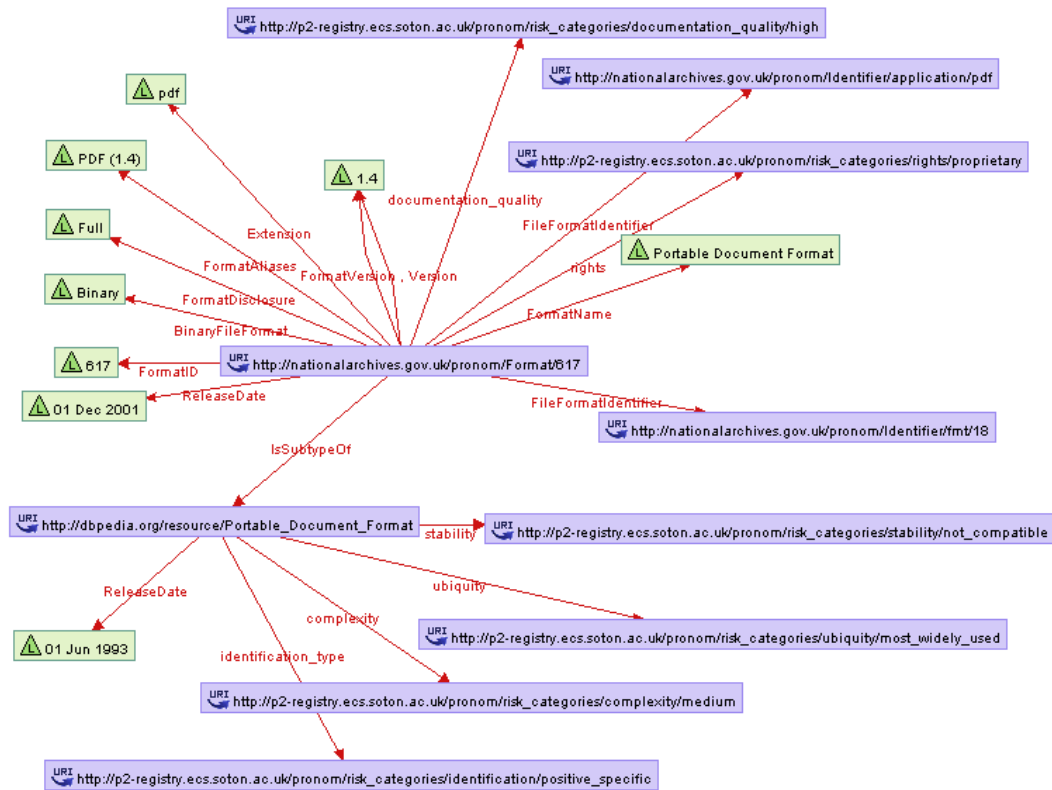 URI http://p2-registry.ecs.soton.ac.uk/pronom/risk_categories/documentation_quality/high
URI http://nationalarchives.gov.uk/pronom/Identifier/application/pdf
L pdf
L PDF (1.4)
URI http://p2-registry.ecs.soton.ac.uk/pronom/risk_categories/rights/proprietary
L 1.4
documentation_quality
L Full
Extension
FileFormatIdentifier
L Portable Document Format
FormatAliases
FormatVersion , Version
rights
L Binary
FormatDisclosure
FormatName
BinaryFileFormat
L 617
FormatID
URI http://nationalarchives.gov.uk/pronom/Format/617
L 01 Dec 2001
ReleaseDate
FileFormatIdentifier
URI http://nationalarchives.gov.uk/pronom/Identifier/fmt/18
IsSubtypeOf
URI http://dbpedia.org/resource/Portable_Document_Format
stability
URI http://p2-registry.ecs.soton.ac.uk/pronom/risk_categories/stability/not_compatible
ReleaseDate
ubiquity
complexity
URI http://p2-registry.ecs.soton.ac.uk/pronom/risk_categories/ubiquity/most_widely_used
L 01 Jun 1993
identification_type
URI http://p2-registry.ecs.soton.ac.uk/pronom/risk_categories/complexity/medium
URI http://p2-registry.ecs.soton.ac.uk/pronom/risk_categories/identification/positive_specific